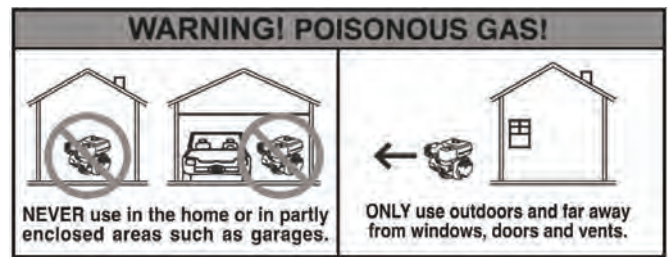 WARNING! POISONOUS GAS!
NEVER use in the home or in partly
enclosed areas such as garages.
ONLY use outdoors and far away
from windows, doors and vents.